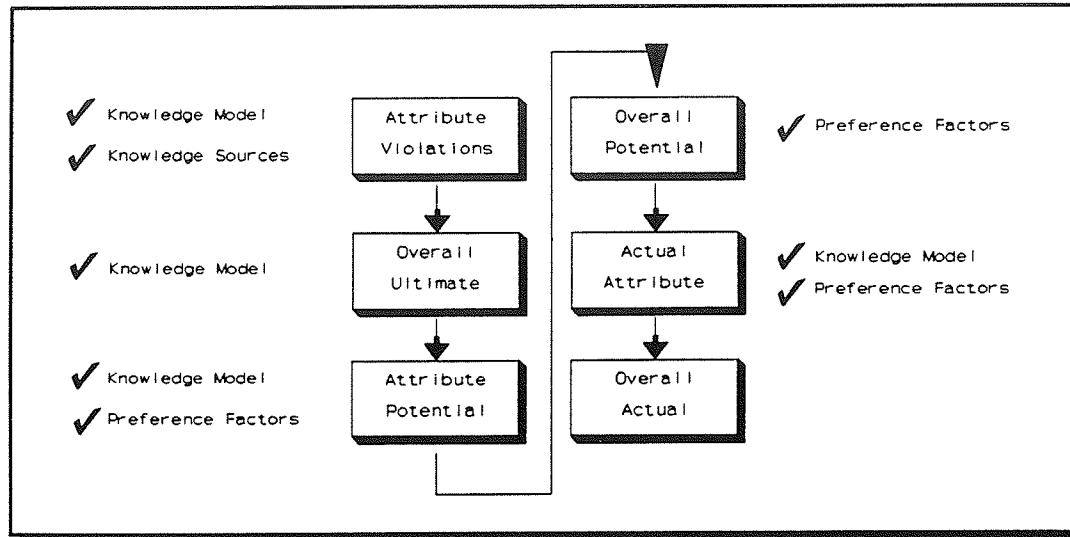 Knowledge Model
Knowledge Sources
Attribute
Violations
Knowledge Model
Overall
Ultimate
Knowledge Model
Preference Factors
Attribute
Potential
Overall
Potential
Preference Factors
Actual
Attribute
Knowledge Model
Preference Factors
Overall
Actual